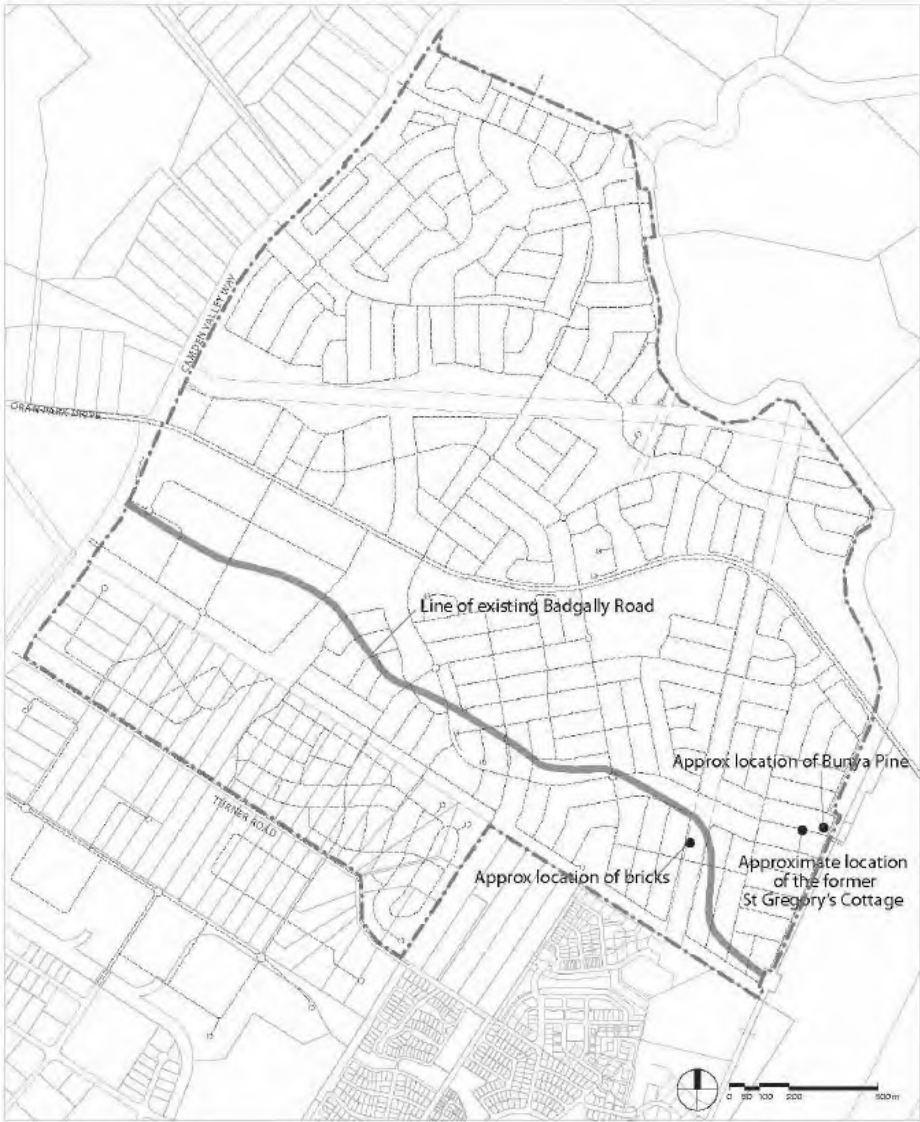 CAMDEN VALLEY WAY
ORAN PARK DRIVE
Line of existing Badgally Road
Approx location of Bunya Pine
TURNER ROAD
Approx location of bricks
Approximate location
of the former
St Gregory's Cottage
0 50 100 200 500m